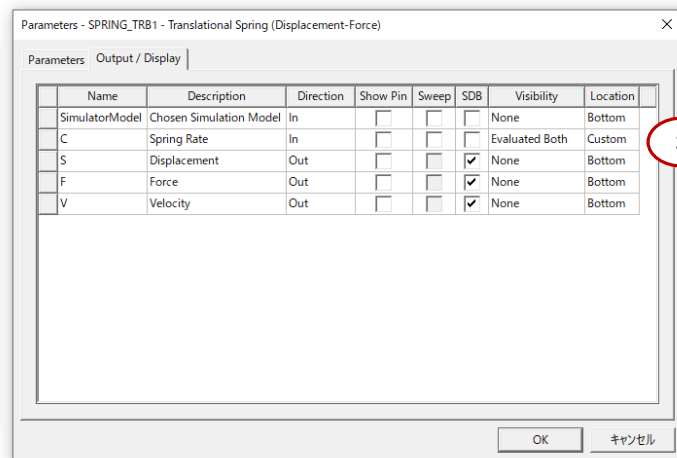 Parameters - SPRING_TRB1 - Translational Spring (Displacement-Force)
Parameters Output / Display
Name Description Direction Show Pin Sweep SDB Visibility Location
SimulatorModel Chosen Simulation Model In None Bottom
C Spring Rate In Evaluated Both Custom
S Displacement Out None Bottom
F Force Out None Bottom
V Velocity Out None Bottom
OK キャンセル